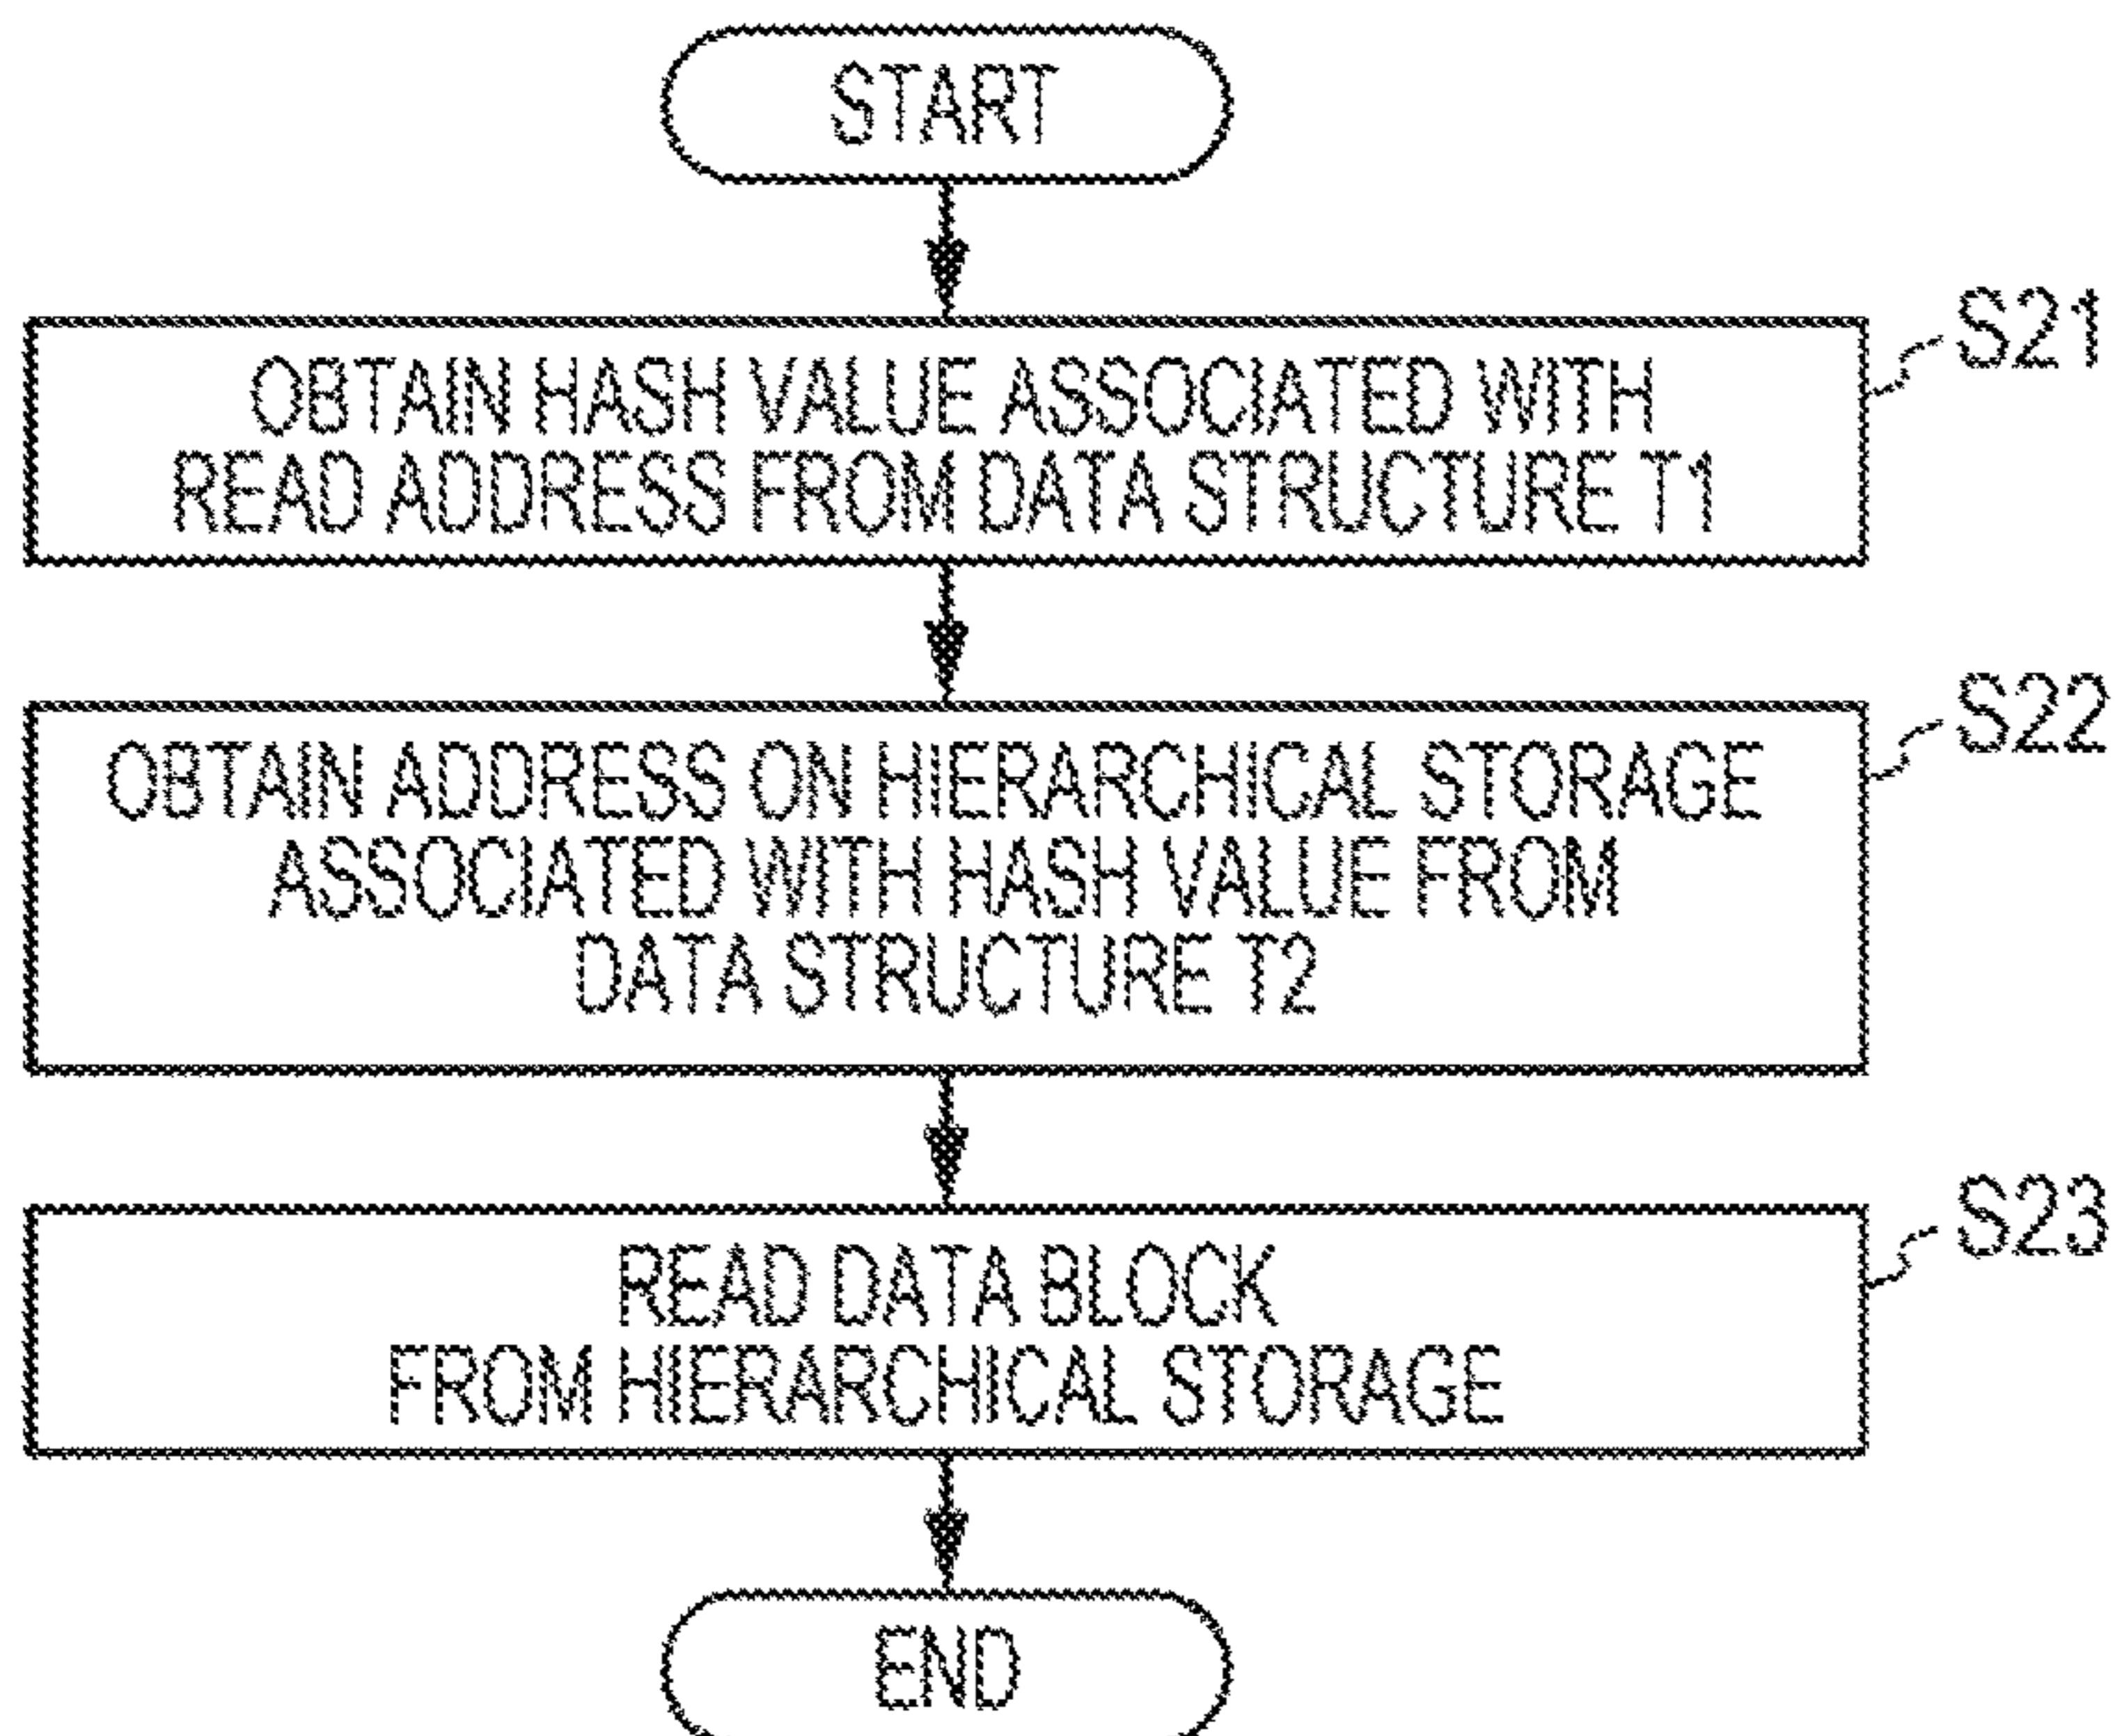 START
S21
OBTAIN HASH VALUE ASSOCIATED WITH
READ ADDRESS FROM DATA STRUCTURE T1
S22
OBTAIN ADDRESS ON HIERARCHICAL STORAGE
ASSOCIATED WITH HASH VALUE FROM
DATA STRUCTURE T2
S23
READ DATA BLOCK
FROM HIERARCHICAL STORAGE
END